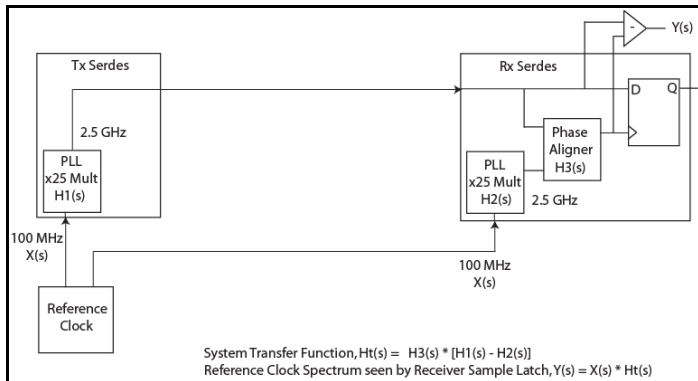 Tx Serdes
2.5 GHz
PLL
x25 Mult
H1(s)
100 MHz
X(s)
Reference
Clock
Rx Serdes
Y(s)
-
D
Q
Phase
Aligner
H3(s)
PLL
x25 Mult
H2(s)
2.5 GHz
100 MHz
X(s)
System Transfer Function, Ht(s) = H3(s) * [H1(s) - H2(s)]
Reference Clock Spectrum seen by Receiver Sample Latch, Y(s) = X(s) * Ht(s)